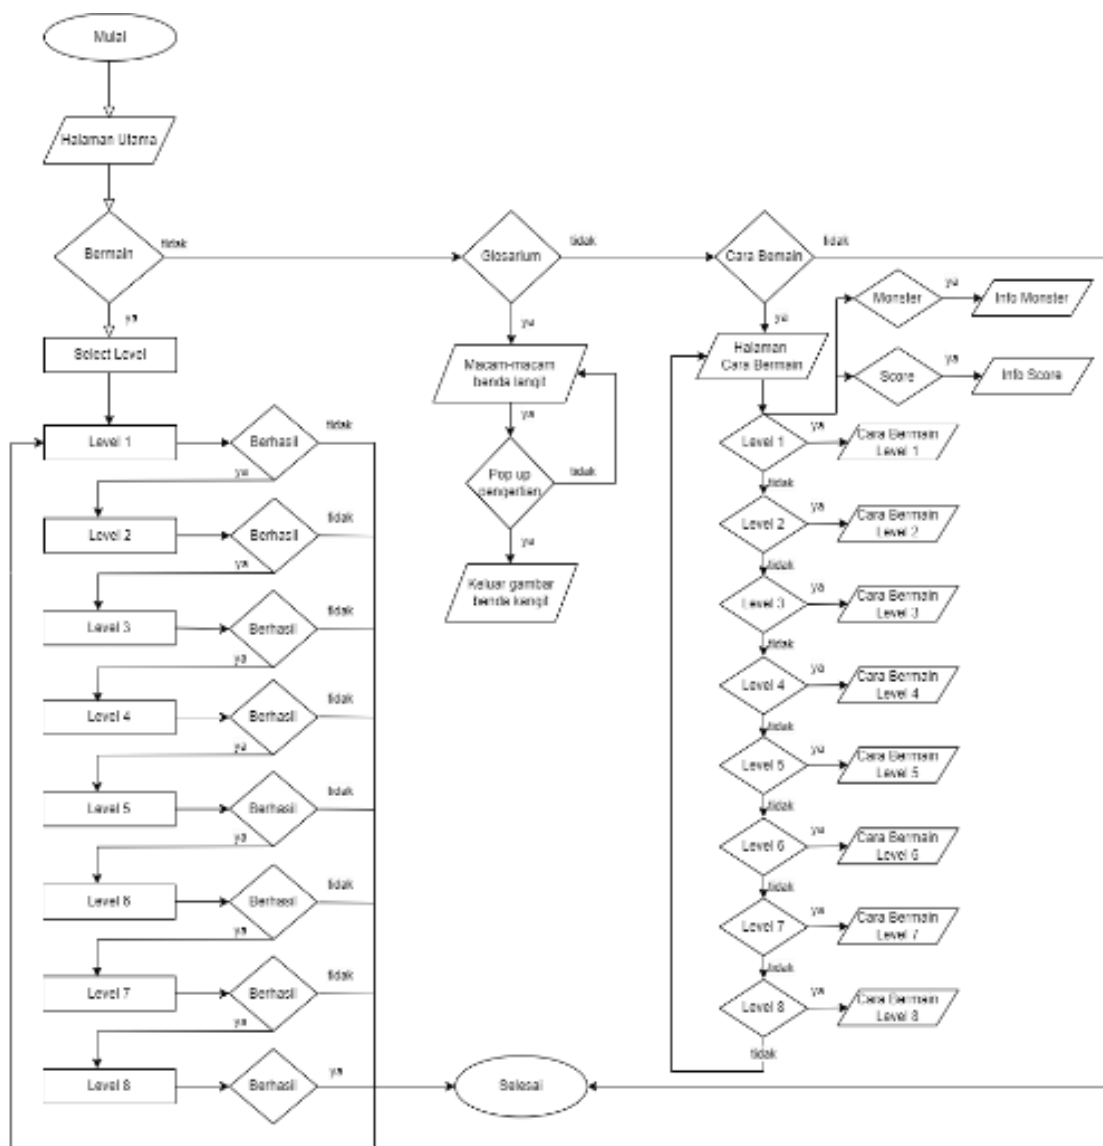 Mulai
Halaman Utama
Bermain
tidak
Glosarium
tidak
Cara Bemain
tidak
ya
Select Level
Level 1
Berhasil
tidak
ya
Level 2
Berhasil
tidak
ya
Level 3
Berhasil
tidak
ya
Level 4
Berhasil
tidak
ya
Level 5
Berhasil
tidak
ya
Level 6
Berhasil
tidak
ya
Level 7
Berhasil
tidak
ya
Level 8
Berhasil
ya
Selesai
ya
Macam-macam
benda langit
ya
Pop up
pengertian
tidak
ya
Keluar gambar
benda kangit
ya
Halaman
Cara Bermain
Monster
ya
Info Monster
Score
ya
Info Score
Level 1
ya
Cara Bermain
Level 1
tidak
Level 2
ya
Cara Bermain
Level 2
tidak
Level 3
ya
Cara Bermain
Level 3
tidak
Level 4
ya
Cara Bermain
Level 4
tidak
Level 5
ya
Cara Bermain
Level 5
tidak
Level 6
ya
Cara Bermain
Level 6
tidak
Level 7
ya
Cara Bermain
Level 7
tidak
Level 8
ya
Cara Bermain
Level 8
tidak